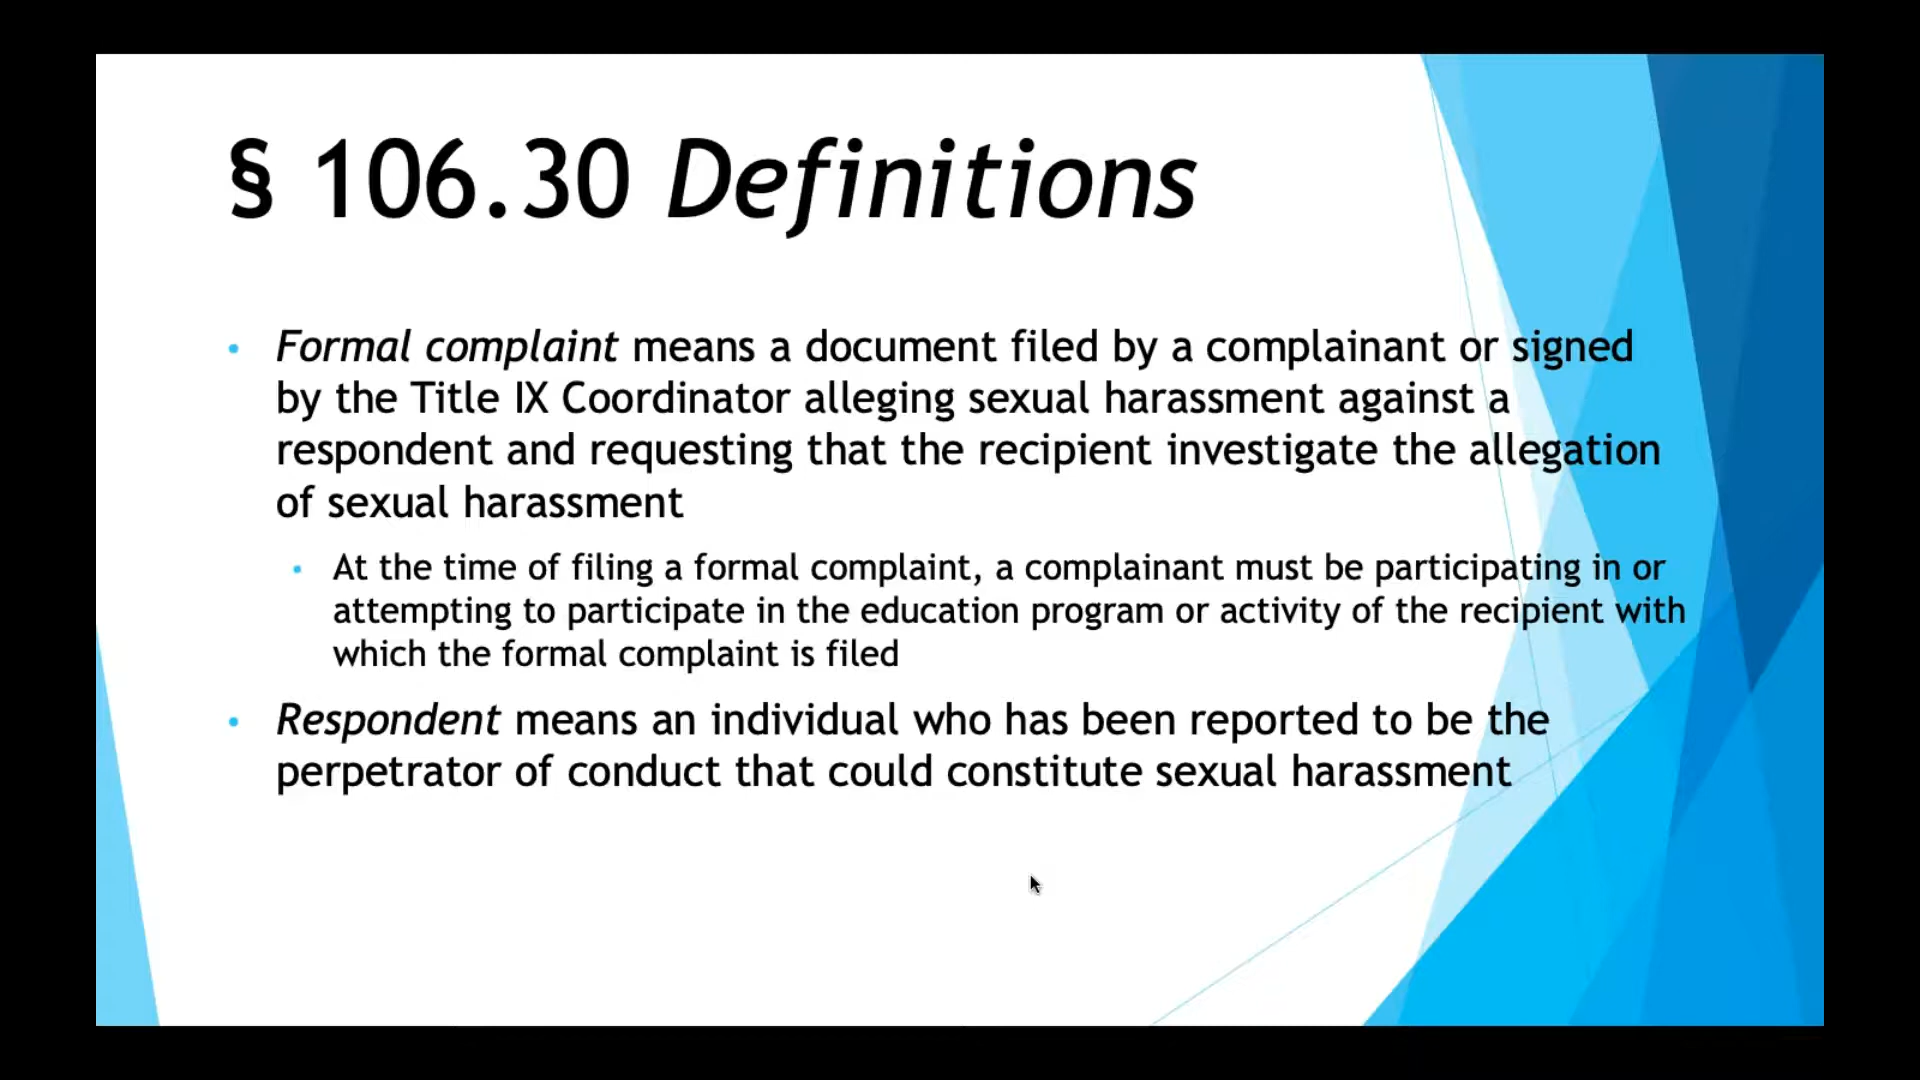 § 106.30 Definitions
• Formal complaint means a document filed by a complainant or signed
by the Title IX Coordinator alleging sexual harassment against a
respondent and requesting that the recipient investigate the allegation
of sexual harassment
• At the time of filing a formal complaint, a complainant must be participating in or
attempting to participate in the education program or activity of the recipient with
which the formal complaint is filed
• Respondent means an individual who has been reported to be the
perpetrator of conduct that could constitute sexual harassment